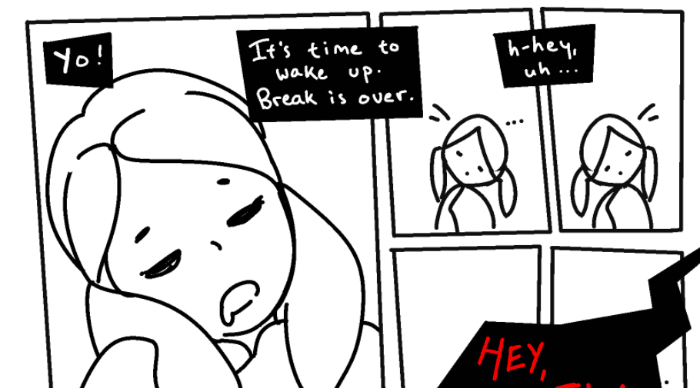 Yo!
It's time to
wake up.
Break is over.
...
h-hey,
uh...
HEY,